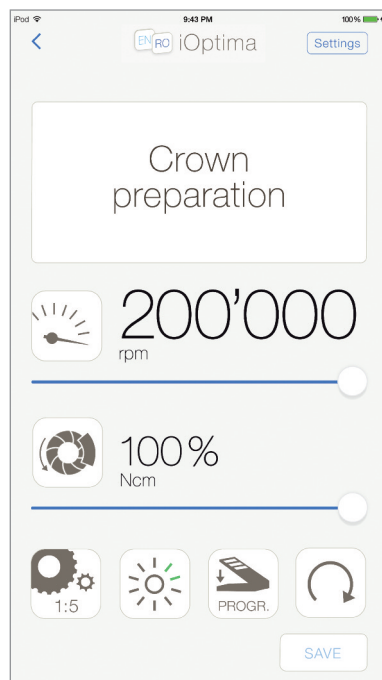 iPod 9:43 PM 100%
EN RO iOptima Settings
Crown
preparation
200’000
rpm
100%
Ncm
1:5 PROGR.
SAVE